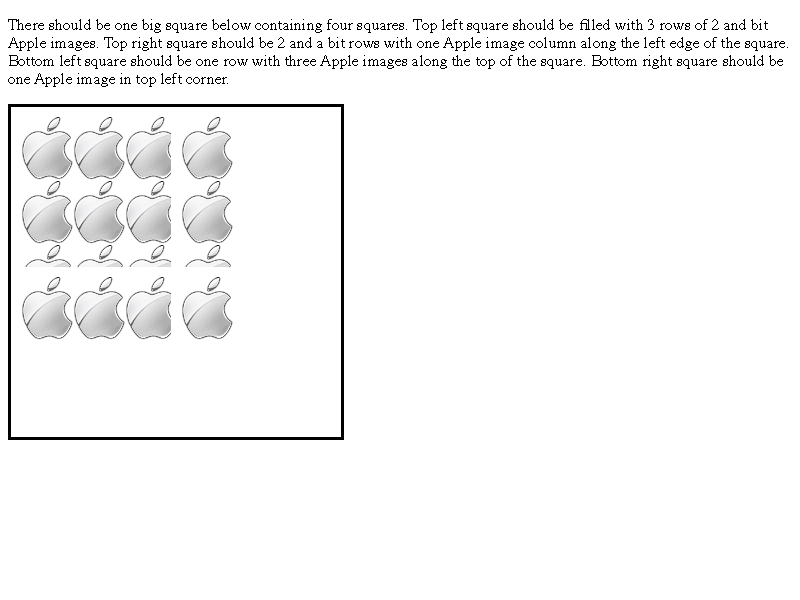 There should be one big square below containing four squares. Top left square should be filled with 3 rows of 2 and bit
Apple images. Top right square should be 2 and a bit rows with one Apple image column along the left edge of the square.
Bottom left square should be one row with three Apple images along the top of the square. Bottom right square should be
one Apple image in top left corner.